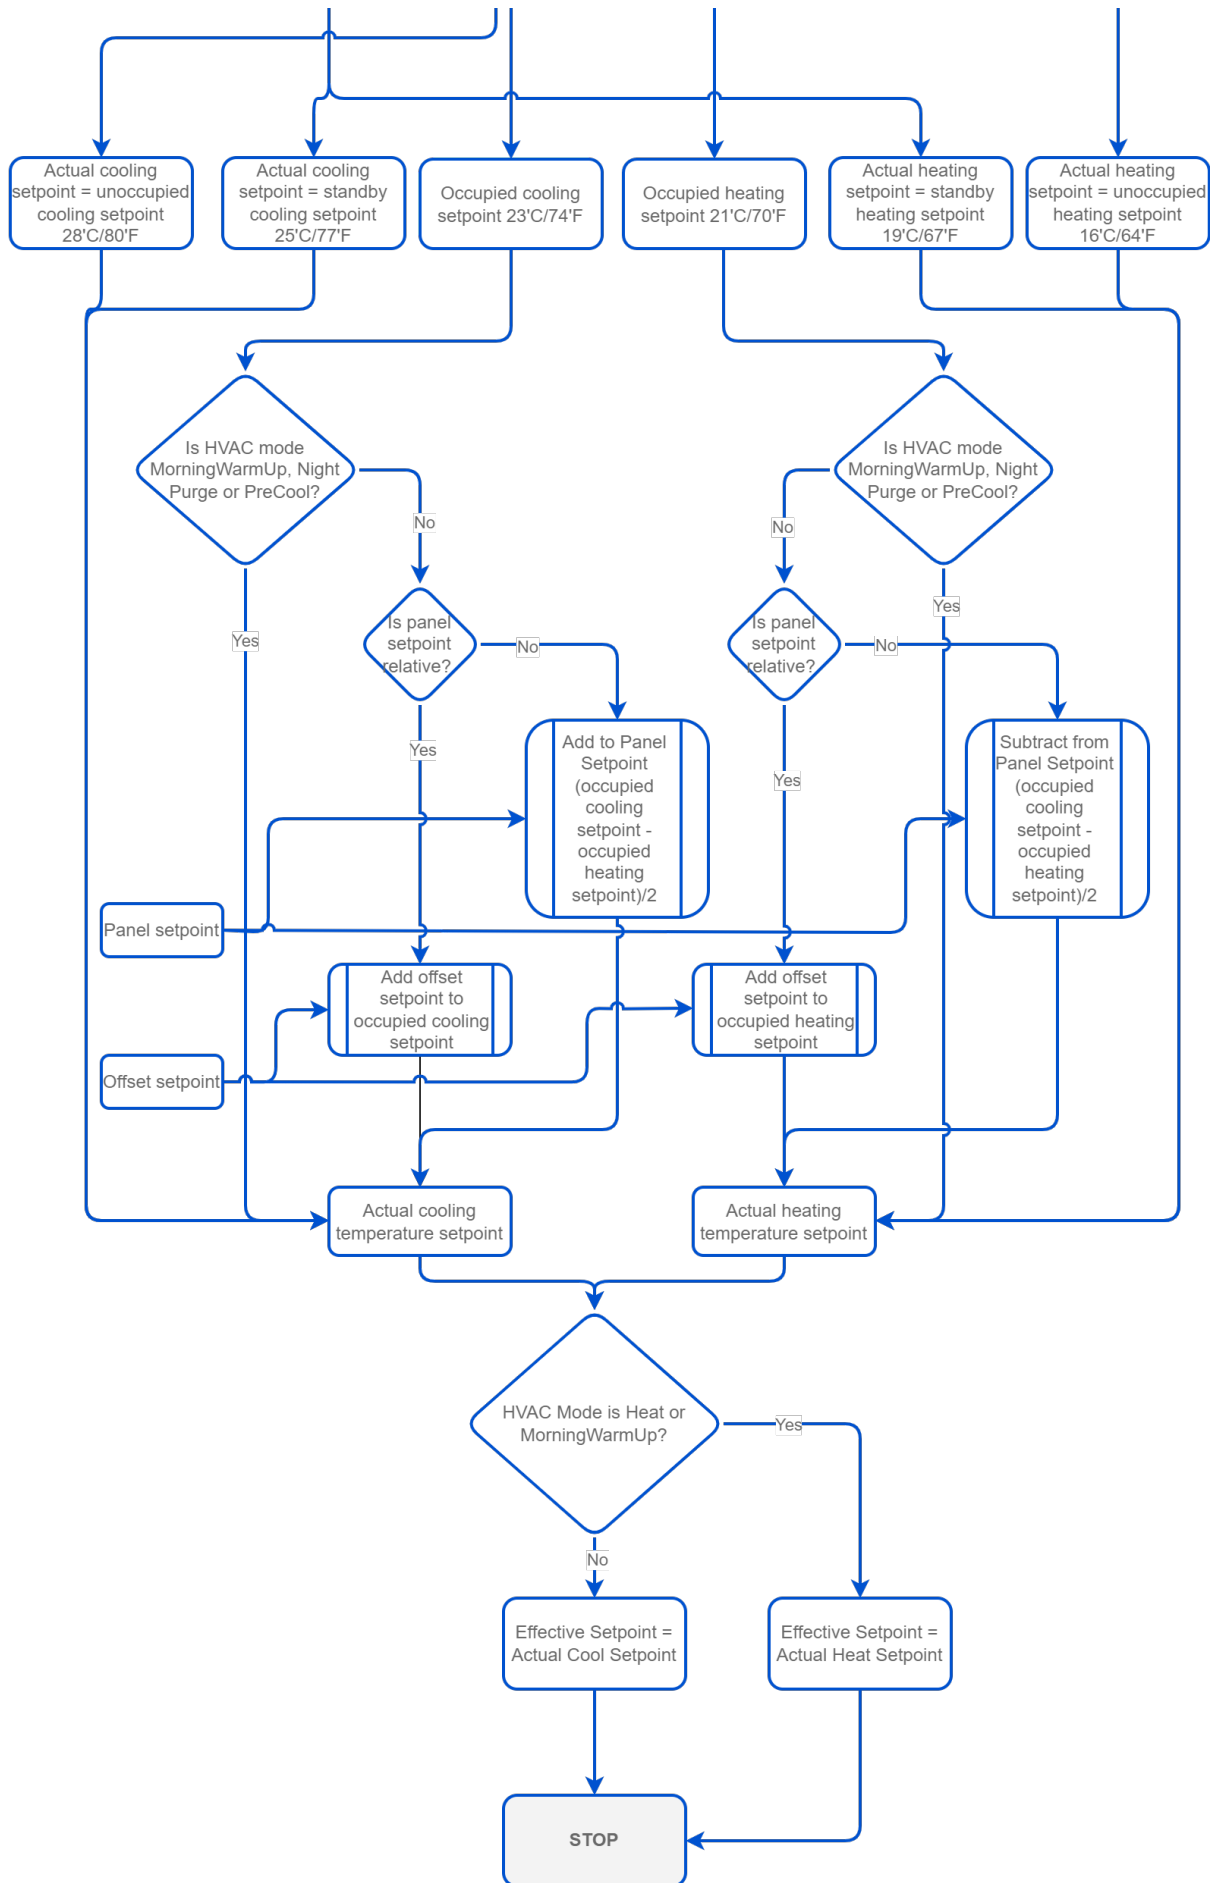 Actual cooling
setpoint = unoccupied
cooling setpoint
28'C/80'F
Actual cooling
setpoint = standby
cooling setpoint
25'C/77'F
Occupied cooling
setpoint 23'C/74'F
Occupied heating
setpoint 21'C/70'F
Actual heating
setpoint = standby
heating setpoint
19'C/67'F
Actual heating
setpoint = unoccupied
heating setpoint
16'C/64'F
Is HVAC mode
MorningWarmUp, Night
Purge or PreCool?
Is HVAC mode
MorningWarmUp, Night
Purge or PreCool?
No
No
Yes
Yes
Is panel
setpoint
relative?
No
Is panel
setpoint
relative?
No
Yes
Yes
Add to Panel
Setpoint
(occupied
cooling
setpoint -
occupied
heating
setpoint)/2
Subtract from
Panel Setpoint
(occupied
cooling
setpoint -
occupied
heating
setpoint)/2
Panel setpoint
Add offset
setpoint to
occupied cooling
setpoint
Add offset
setpoint to
occupied heating
setpoint
Offset setpoint
Actual cooling
temperature setpoint
Actual heating
temperature setpoint
HVAC Mode is Heat or
MorningWarmUp?
Yes
No
Effective Setpoint =
Actual Cool Setpoint
Effective Setpoint =
Actual Heat Setpoint
STOP